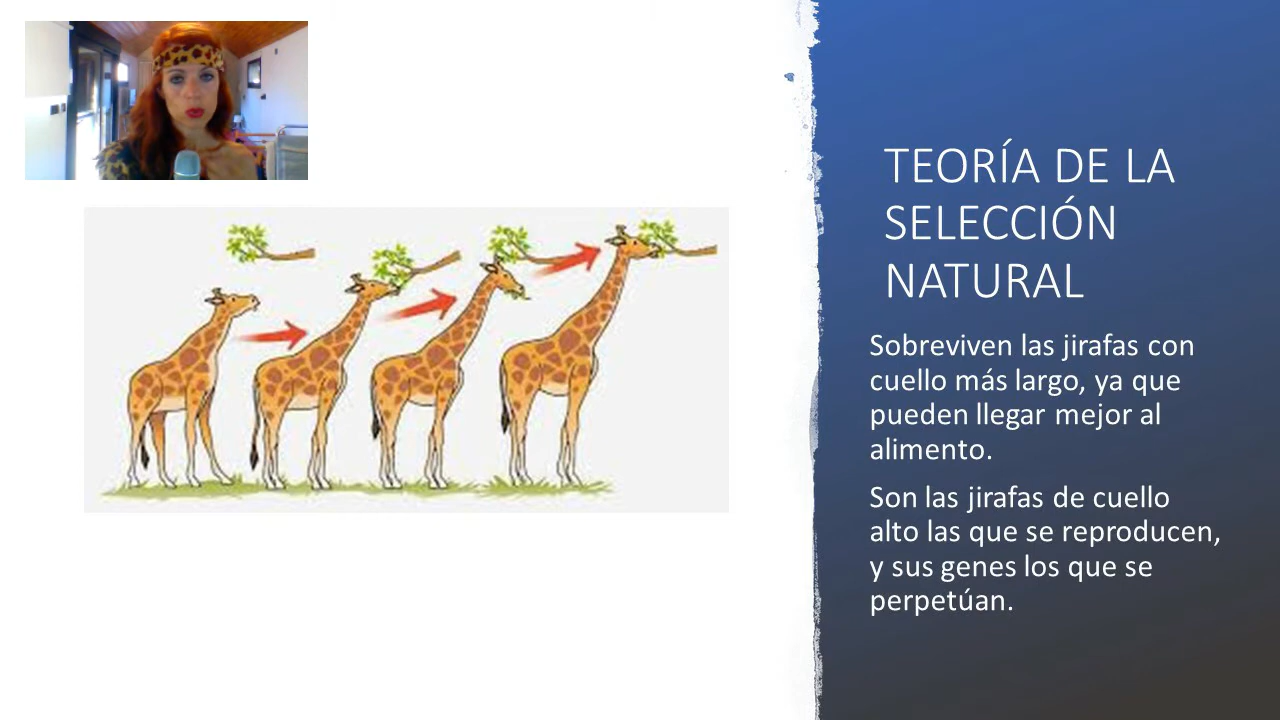 TEORÍA DE LA
SELECCIÓN
NATURAL
Sobreviven las jirafas con
cuello más largo, ya que
pueden llegar mejor al
alimento.
Son las jirafas de cuello
alto las que se reproducen,
y sus genes los que se
perpetúan.